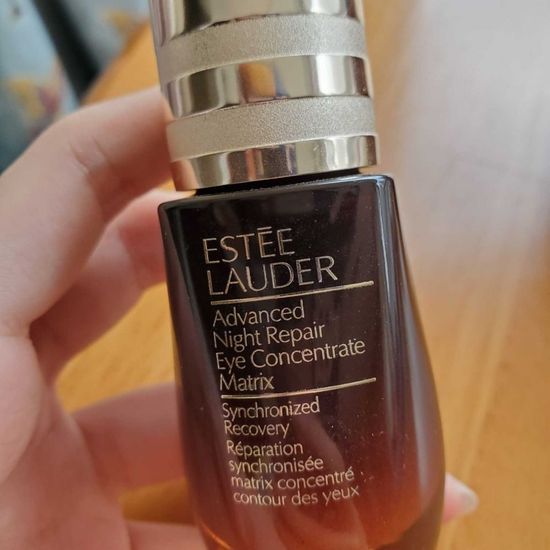 ESTĒE
LAUDER
Advanced
Night Repair
Eye Concentrate
Matrix
Synchronized
Recovery
Réparation
synchronisée
matrix concentré
contour des yeux